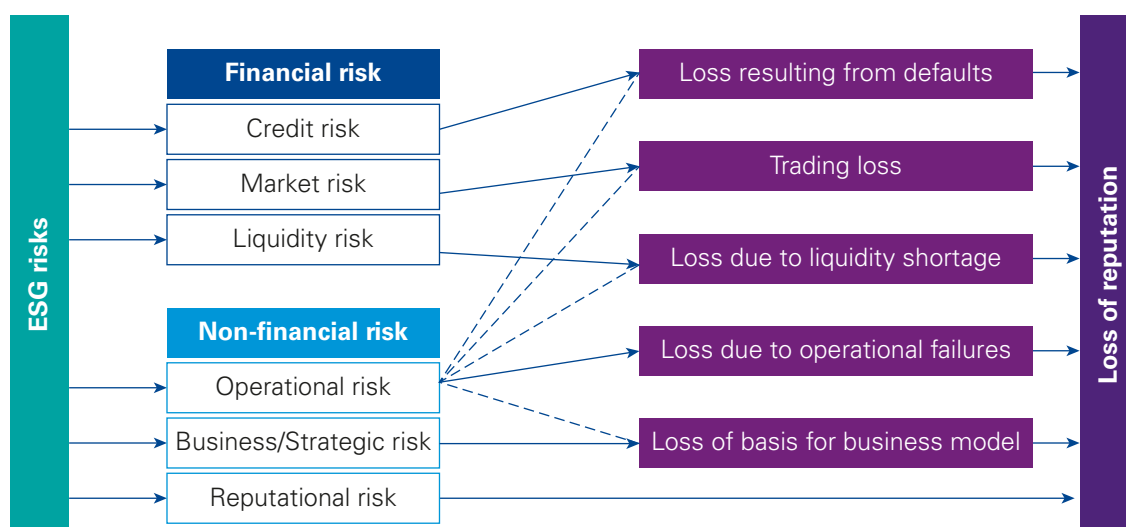 ESG risks
Financial risk
Credit risk
Market risk
Liquidity risk
Non-financial risk
Operational risk
Business/Strategic risk
Reputational risk
Loss resulting from defaults
Trading loss
Loss due to liquidity shortage
Loss due to operational failures
Loss of basis for business model
Loss of reputation